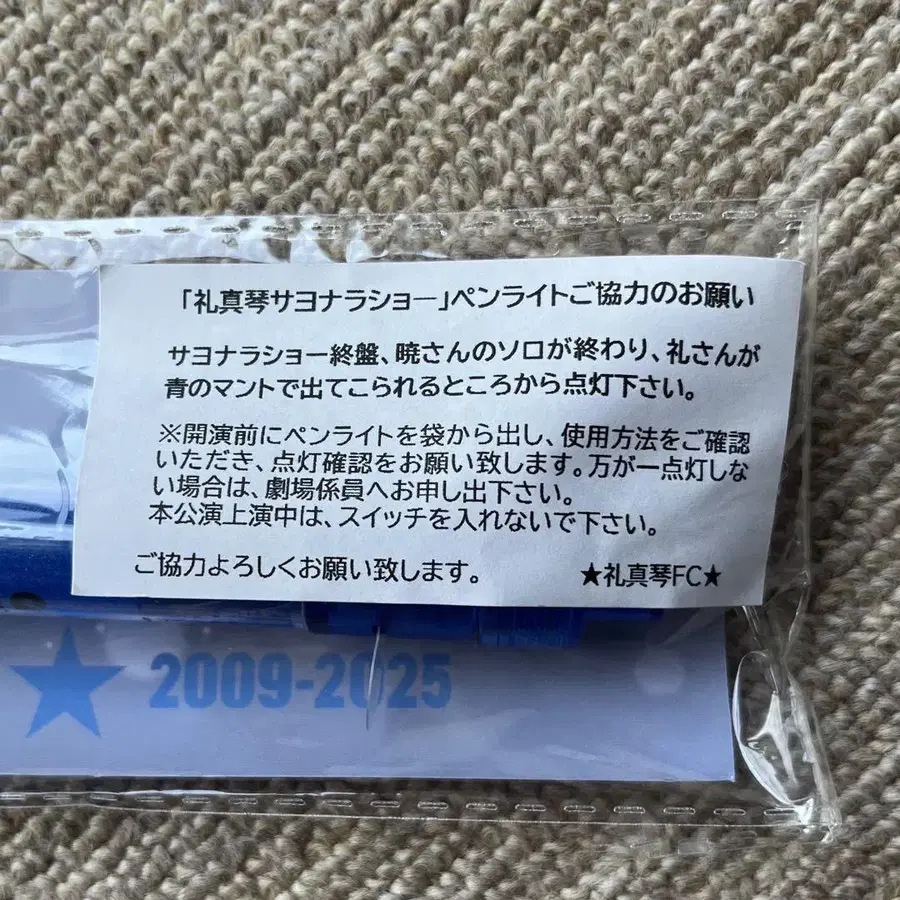 「礼真琴サヨナラショー」ペンライトご協力のお願い
サヨナラショー終盤、暁さんのソロが終わり、礼さんが
青のマントで出てこられるところから点灯下さい。
※開演前にペンライトを袋から出し、使用方法をご確認
いただき、点灯確認をお願い致します。万が一点灯しな
い場合は、劇場係員へお申し出下さい。
本公演上演中は、スイッチを入れないで下さい。
ご協力よろしくお願い致します。 ★礼真琴FC★
★ 2009-2025